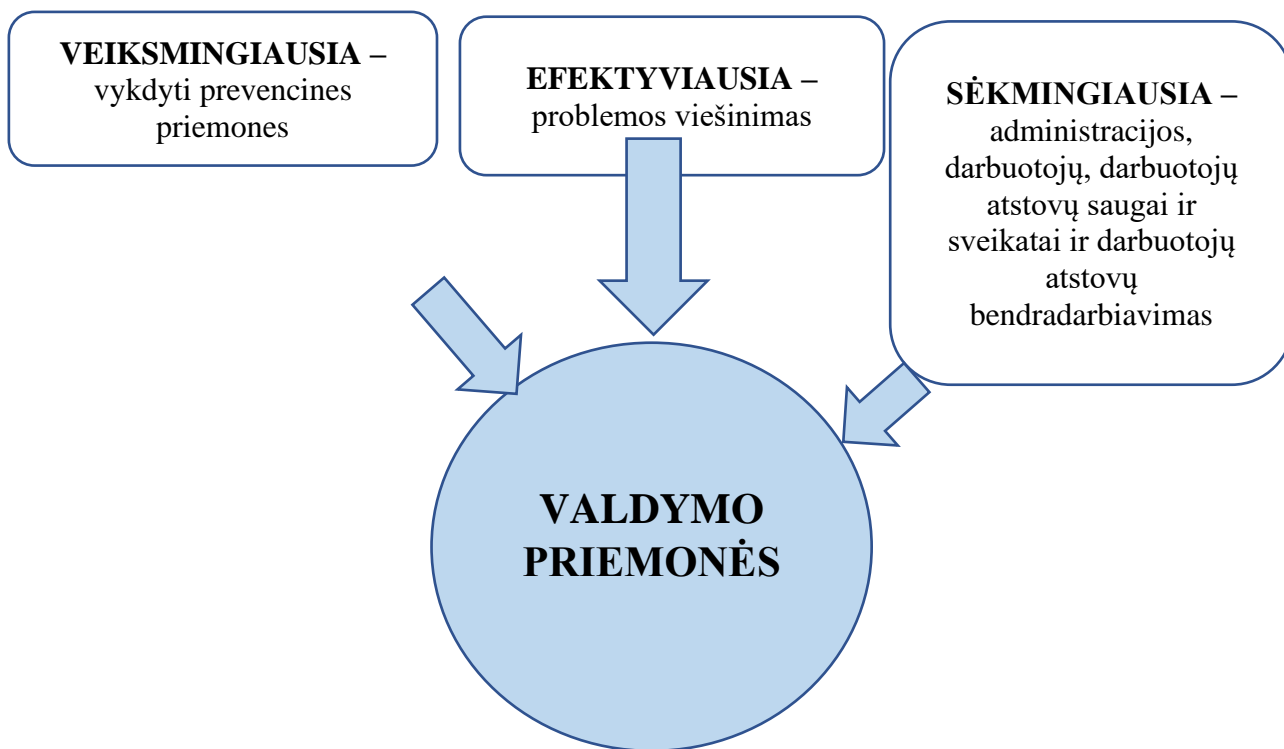 VEIKSMINGIAUSIA –
vykdyti prevencines
priemones
EFEKTYVIAUSIA –
problemos viešinimas
SĖKMINGIAUSIA –
administracijos,
darbuotojų, darbuotojų
atstovų saugai ir
sveikatai ir darbuotojų
atstovų
bendradarbiavimas
VALDYMO
PRIEMONĖS